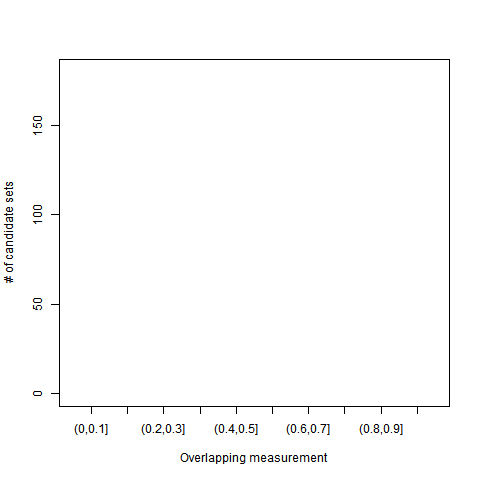 # of candidate sets
150
100
50
0
(0,0.1] (0.2,0.3] (0.4,0.5] (0.6,0.7] (0.8,0.9]
Overlapping measurement